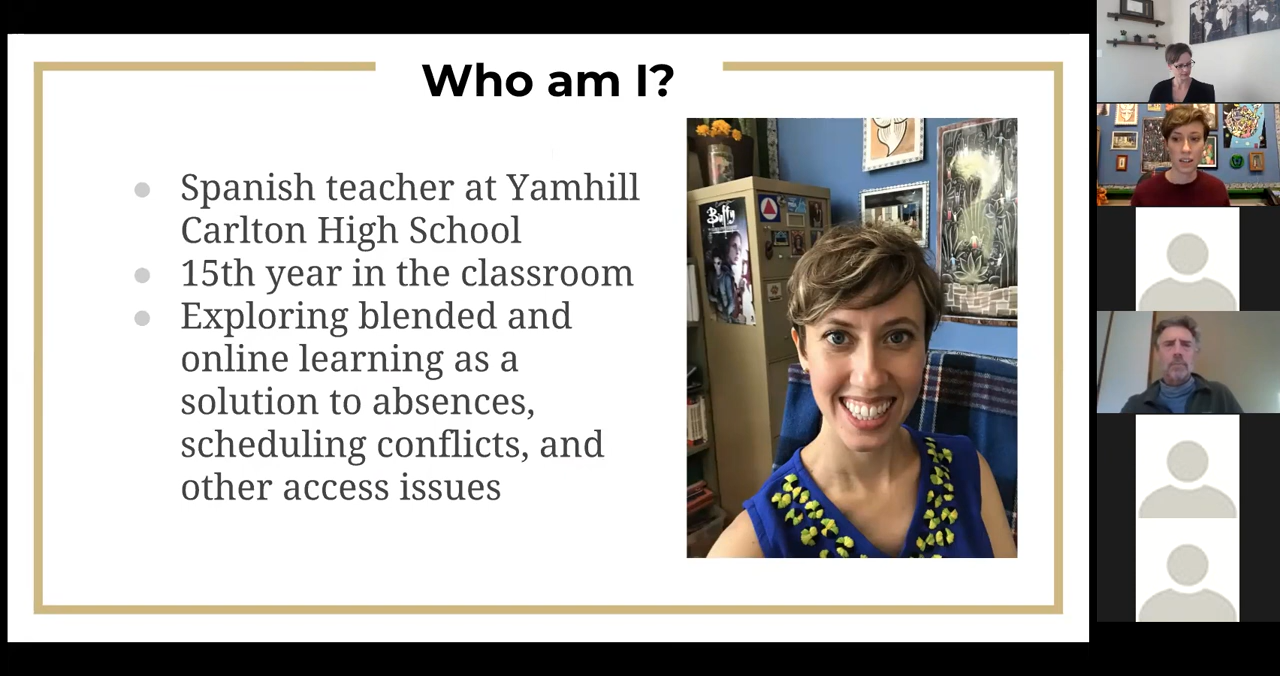 Who am I?
Spanish teacher at Yamhill
Carlton High School
15th year in the classroom
Exploring blended and
online learning as a
solution to absences,
scheduling conflicts, and
other access issues
Buffy